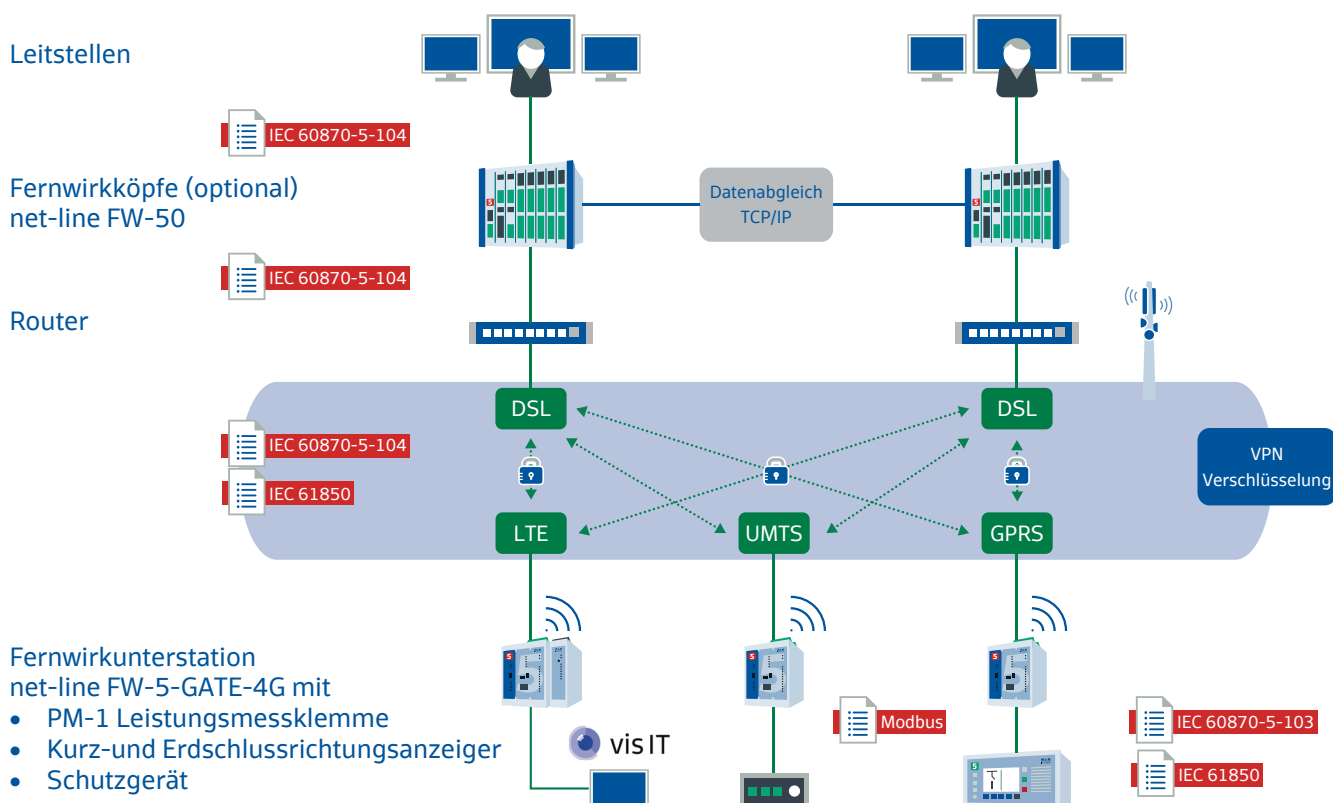 Leitstellen
IEC 60870-5-104
Fernwirkköpfe (optional)
net-line FW-50
Datenabgleich
TCP/IP
IEC 60870-5-104
Router
DSL
DSL
IEC 60870-5-104
IEC 61850
VPN
Verschlüsselung
LTE
UMTS
GPRS
Fernwirkunterstation
net-line FW-5-GATE-4G mit
• PM-1 Leistungsmessklemme
• Kurz-und Erdschlussrichtungsanzeiger
• Schutzgerät
vis IT
Modbus
IEC 60870-5-103
IEC 61850